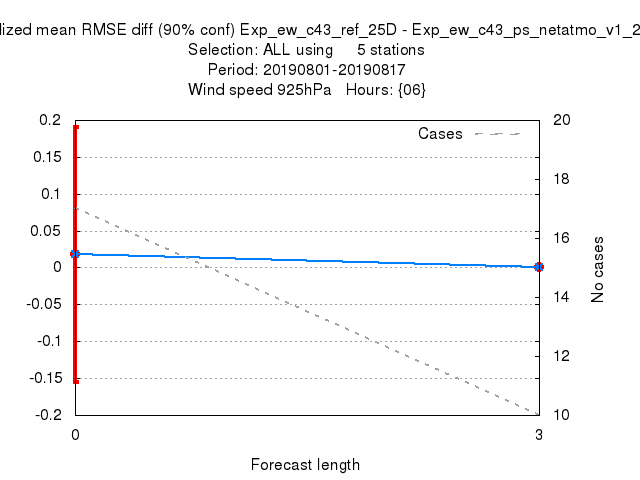 lized mean RMSE diff (90% conf) Exp_ew_c43_ref_25D - Exp_ew_c43_ps_netatmo_v1_2
Selection: ALL using 5 stations
Period: 20190801-20190817
Wind speed 925hPa Hours: {06}
Cases
0.2
0.15
0.1
0.05
0
-0.05
-0.1
-0.15
-0.2
20
18
16
14
12
10
No cases
0
3
Forecast length